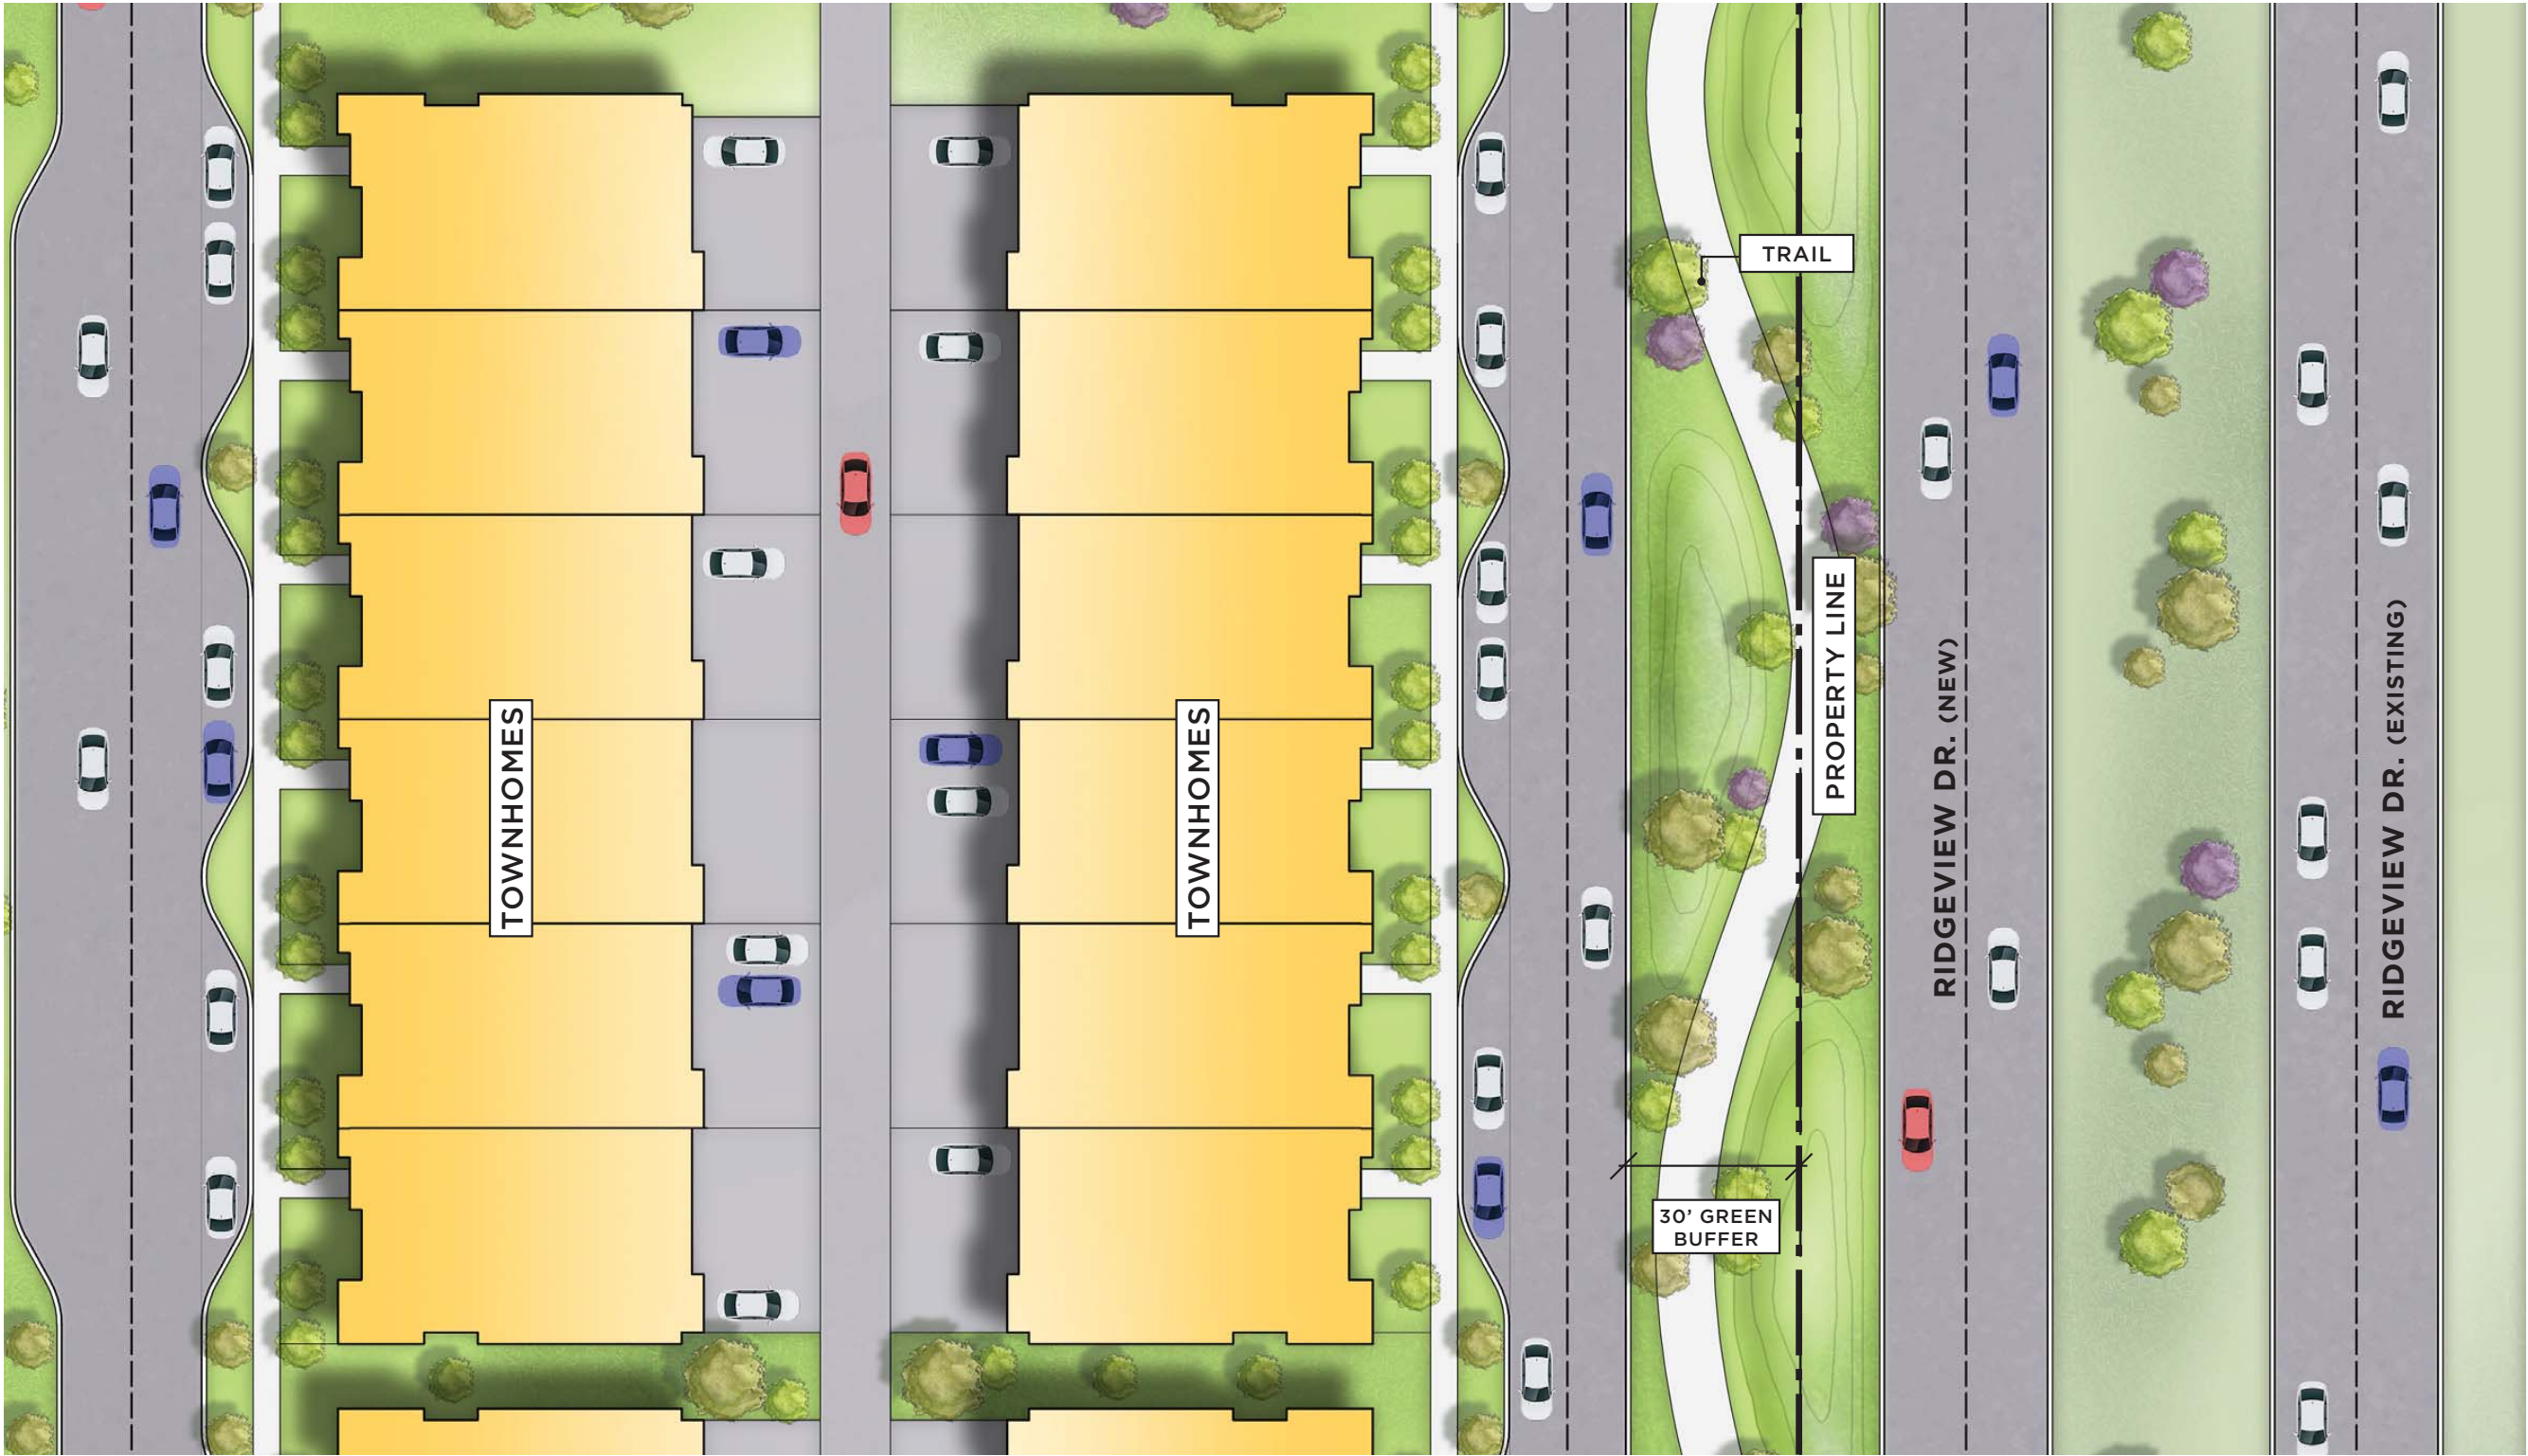 TRAIL
TOWNHOMES
TOWNHOMES
PROPERTY LINE
RIDGEVIEW DR. (NEW)
RIDGEVIEW DR. (EXISTING)
30’ GREEN
BUFFER